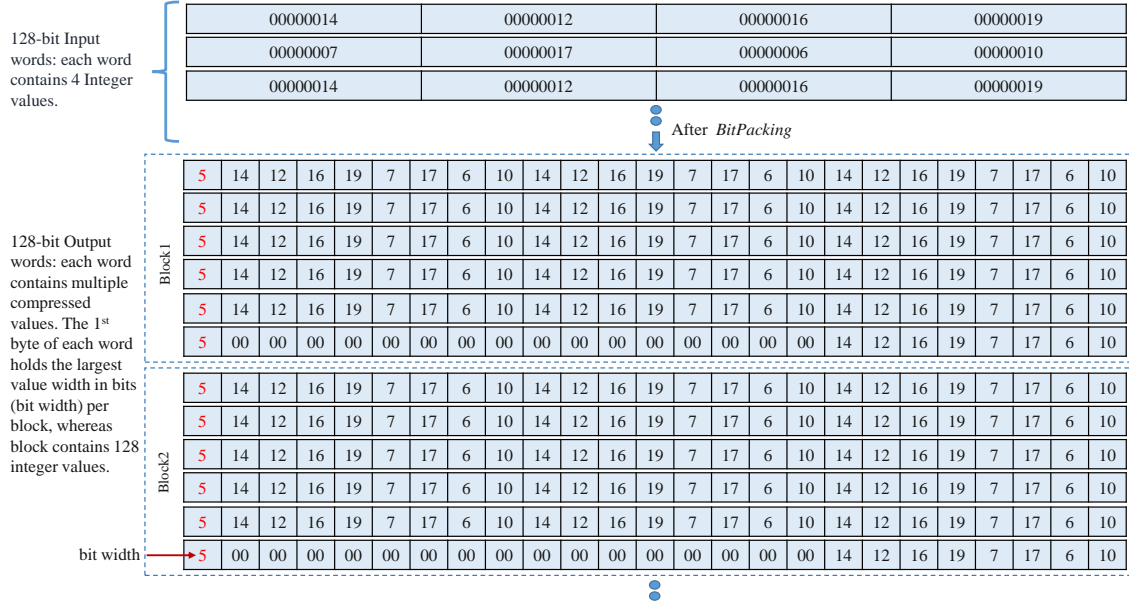 128-bit Input
words: each word
contains 4 Integer
values.
00000014 00000012 00000016 00000019
00000007 00000017 00000006 00000010
00000014 00000012 00000016 00000019
After BitPacking
128-bit Output
words: each word
contains multiple
compressed
values. The 1st
byte of each word
holds the largest
value width in bits
(bit width) per
block, whereas
block contains 128
integer values.
Block1
5 14 12 16 19 7 17 6 10 14 12 16 19 7 17 6 10 14 12 16 19 7 17 6 10
5 14 12 16 19 7 17 6 10 14 12 16 19 7 17 6 10 14 12 16 19 7 17 6 10
5 14 12 16 19 7 17 6 10 14 12 16 19 7 17 6 10 14 12 16 19 7 17 6 10
5 14 12 16 19 7 17 6 10 14 12 16 19 7 17 6 10 14 12 16 19 7 17 6 10
5 14 12 16 19 7 17 6 10 14 12 16 19 7 17 6 10 14 12 16 19 7 17 6 10
5 00 00 00 00 00 00 00 00 00 00 00 00 00 00 00 00 14 12 16 19 7 17 6 10
Block2
5 14 12 16 19 7 17 6 10 14 12 16 19 7 17 6 10 14 12 16 19 7 17 6 10
5 14 12 16 19 7 17 6 10 14 12 16 19 7 17 6 10 14 12 16 19 7 17 6 10
5 14 12 16 19 7 17 6 10 14 12 16 19 7 17 6 10 14 12 16 19 7 17 6 10
5 14 12 16 19 7 17 6 10 14 12 16 19 7 17 6 10 14 12 16 19 7 17 6 10
5 14 12 16 19 7 17 6 10 14 12 16 19 7 17 6 10 14 12 16 19 7 17 6 10
bit width
5 00 00 00 00 00 00 00 00 00 00 00 00 00 00 00 00 14 12 16 19 7 17 6 10